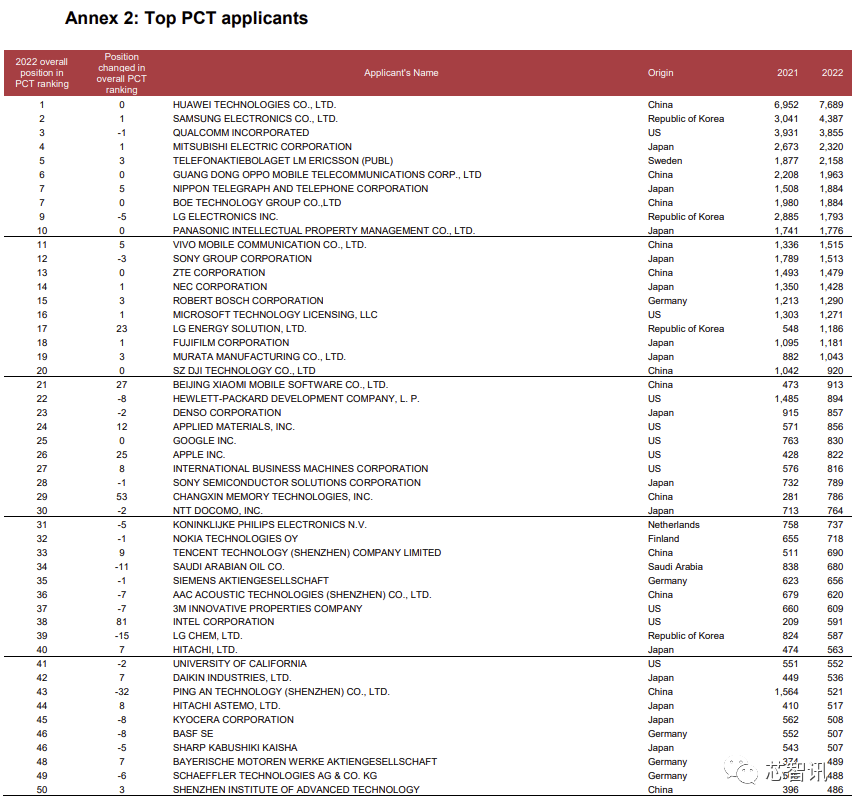 Annex 2: Top PCT applicants
2022 overall position in PCT ranking Position changed in overall PCT ranking Applicant's Name Origin 2021 2022
1 0 HUAWEI TECHNOLOGIES CO., LTD. China 6,952 7,689
2 1 SAMSUNG ELECTRONICS CO., LTD. Republic of Korea 3,041 4,387
3 -1 QUALCOMM INCORPORATED US 3,931 3,855
4 1 MITSUBISHI ELECTRIC CORPORATION Japan 2,673 2,320
5 3 TELEFONAKTIEBOLAGET LM ERICSSON (PUBL) Sweden 1,877 2,158
6 0 GUANG DONG OPPO MOBILE TELECOMMUNICATIONS CORP., LTD China 2,208 1,963
7 5 NIPPON TELEGRAPH AND TELEPHONE CORPORATION Japan 1,508 1,884
7 0 BOE TECHNOLOGY GROUP CO.,LTD China 1,980 1,884
9 -5 LG ELECTRONICS INC. Republic of Korea 2,885 1,793
10 0 PANASONIC INTELLECTUAL PROPERTY MANAGEMENT CO., LTD. Japan 1,741 1,776
11 5 VIVO MOBILE COMMUNICATION CO., LTD. China 1,336 1,515
12 -3 SONY GROUP CORPORATION Japan 1,789 1,513
13 0 ZTE CORPORATION China 1,493 1,479
14 1 NEC CORPORATION Japan 1,350 1,428
15 3 ROBERT BOSCH CORPORATION Germany 1,213 1,290
16 1 MICROSOFT TECHNOLOGY LICENSING, LLC US 1,303 1,271
17 23 LG ENERGY SOLUTION, LTD. Republic of Korea 548 1,186
18 1 FUJIFILM CORPORATION Japan 1,095 1,181
19 3 MURATA MANUFACTURING CO., LTD. Japan 882 1,043
20 0 SZ DJI TECHNOLOGY CO., LTD China 1,042 920
21 27 BEIJING XIAOMI MOBILE SOFTWARE CO., LTD. China 473 913
22 -8 HEWLETT-PACKARD DEVELOPMENT COMPANY, L. P. US 1,485 894
23 -2 DENSO CORPORATION Japan 915 857
24 12 APPLIED MATERIALS, INC. US 571 856
25 0 GOOGLE INC. US 763 830
26 25 APPLE INC. US 428 822
27 8 INTERNATIONAL BUSINESS MACHINES CORPORATION US 576 816
28 -1 SONY SEMICONDUCTOR SOLUTIONS CORPORATION Japan 732 789
29 53 CHANGXIN MEMORY TECHNOLOGIES, INC. China 281 786
30 -2 NTT DOCOMO, INC. Japan 713 764
31 -5 KONINKLIJKE PHILIPS ELECTRONICS N.V. Netherlands 758 737
32 -1 NOKIA TECHNOLOGIES OY Finland 655 718
33 9 TENCENT TECHNOLOGY (SHENZHEN) COMPANY LIMITED China 511 690
34 -11 SAUDI ARABIAN OIL CO. Saudi Arabia 838 680
35 -1 SIEMENS AKTIENGESELLSCHAFT Germany 623 656
36 -7 AAC ACOUSTIC TECHNOLOGIES (SHENZHEN) CO., LTD. China 679 620
37 -7 3M INNOVATIVE PROPERTIES COMPANY US 660 609
38 81 INTEL CORPORATION US 209 591
39 -15 LG CHEM, LTD. Republic of Korea 824 587
40 7 HITACHI, LTD. Japan 474 563
41 -2 UNIVERSITY OF CALIFORNIA US 551 552
42 7 DAIKIN INDUSTRIES, LTD. Japan 449 536
43 -32 PING AN TECHNOLOGY (SHENZHEN) CO., LTD. China 1,564 521
44 8 HITACHI ASTEMO, LTD. Japan 410 517
45 -8 KYOCERA CORPORATION Japan 562 508
46 -8 BASF SE Germany 552 507
46 -5 SHARP KABUSHIKI KAISHA Japan 543 507
48 7 BAYERISCHE MOTOREN WERKE AKTIENGESELLSCHAFT Germany 489
49 -6 SCHAEFFLER TECHNOLOGIES AG & CO. KG Germany 488
50 3 SHENZHEN INSTITUTE OF ADVANCED TECHNOLOGY China 396 486
芯智讯